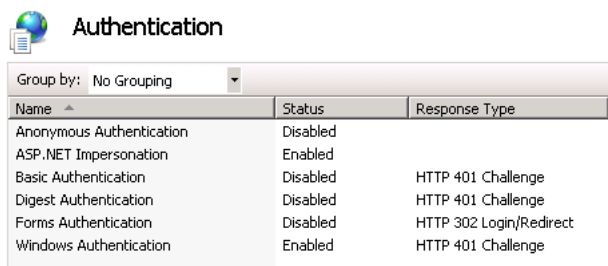 Authentication
Group by: No Grouping
Name Status Response Type
Anonymous Authentication Disabled
ASP.NET Impersonation Enabled
Basic Authentication Disabled HTTP 401 Challenge
Digest Authentication Disabled HTTP 401 Challenge
Forms Authentication Disabled HTTP 302 Login/Redirect
Windows Authentication Enabled HTTP 401 Challenge